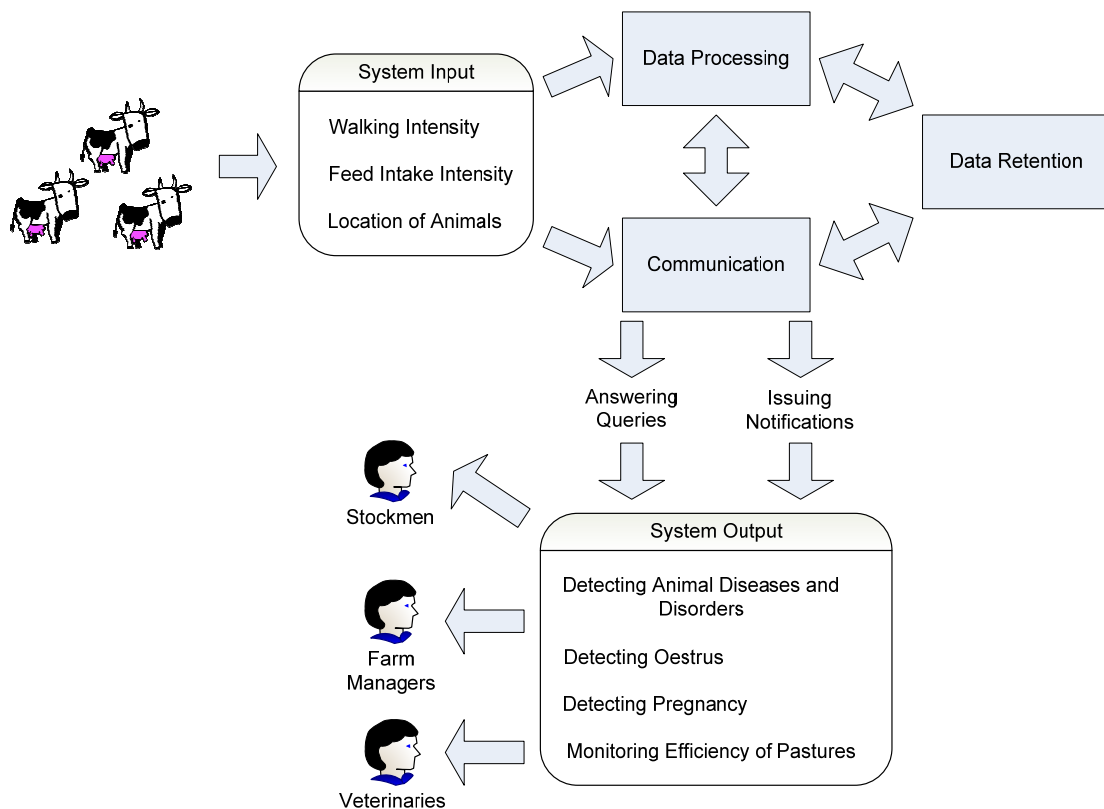 System Input
Walking Intensity
Feed Intake Intensity
Location of Animals
Data Processing
Data Retention
Communication
Answering
Queries
Issuing
Notifications
Stockmen
Farm
Managers
Veterinaries
System Output
Detecting Animal Diseases and
Disorders
Detecting Oestrus
Detecting Pregnancy
Monitoring Efficiency of Pastures